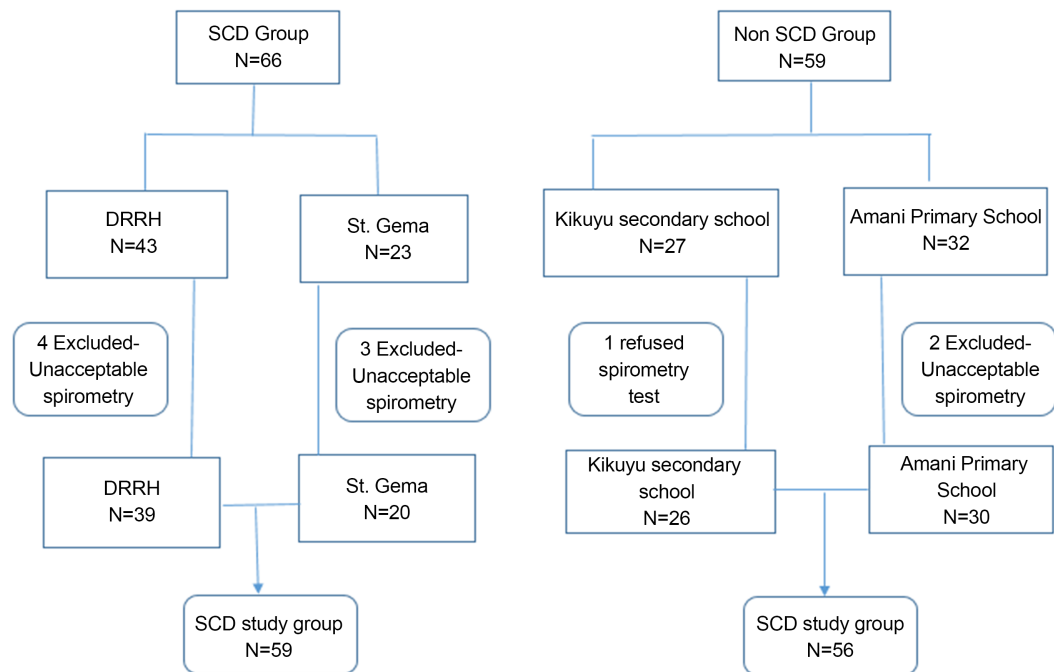 SCD Group
N=66
Non SCD Group
N=59
DRRH
N=43
St. Gema
N=23
Kikuyu secondary school
N=27
Amani Primary School
N=32
4 Excluded-
Unacceptable
spirometry
3 Excluded-
Unacceptable
spirometry
1 refused
spirometry
test
2 Excluded-
Unacceptable
spirometry
DRRH
N=39
St. Gema
N=20
Kikuyu secondary
school
N=26
Amani Primary
School
N=30
SCD study group
N=59
SCD study group
N=56